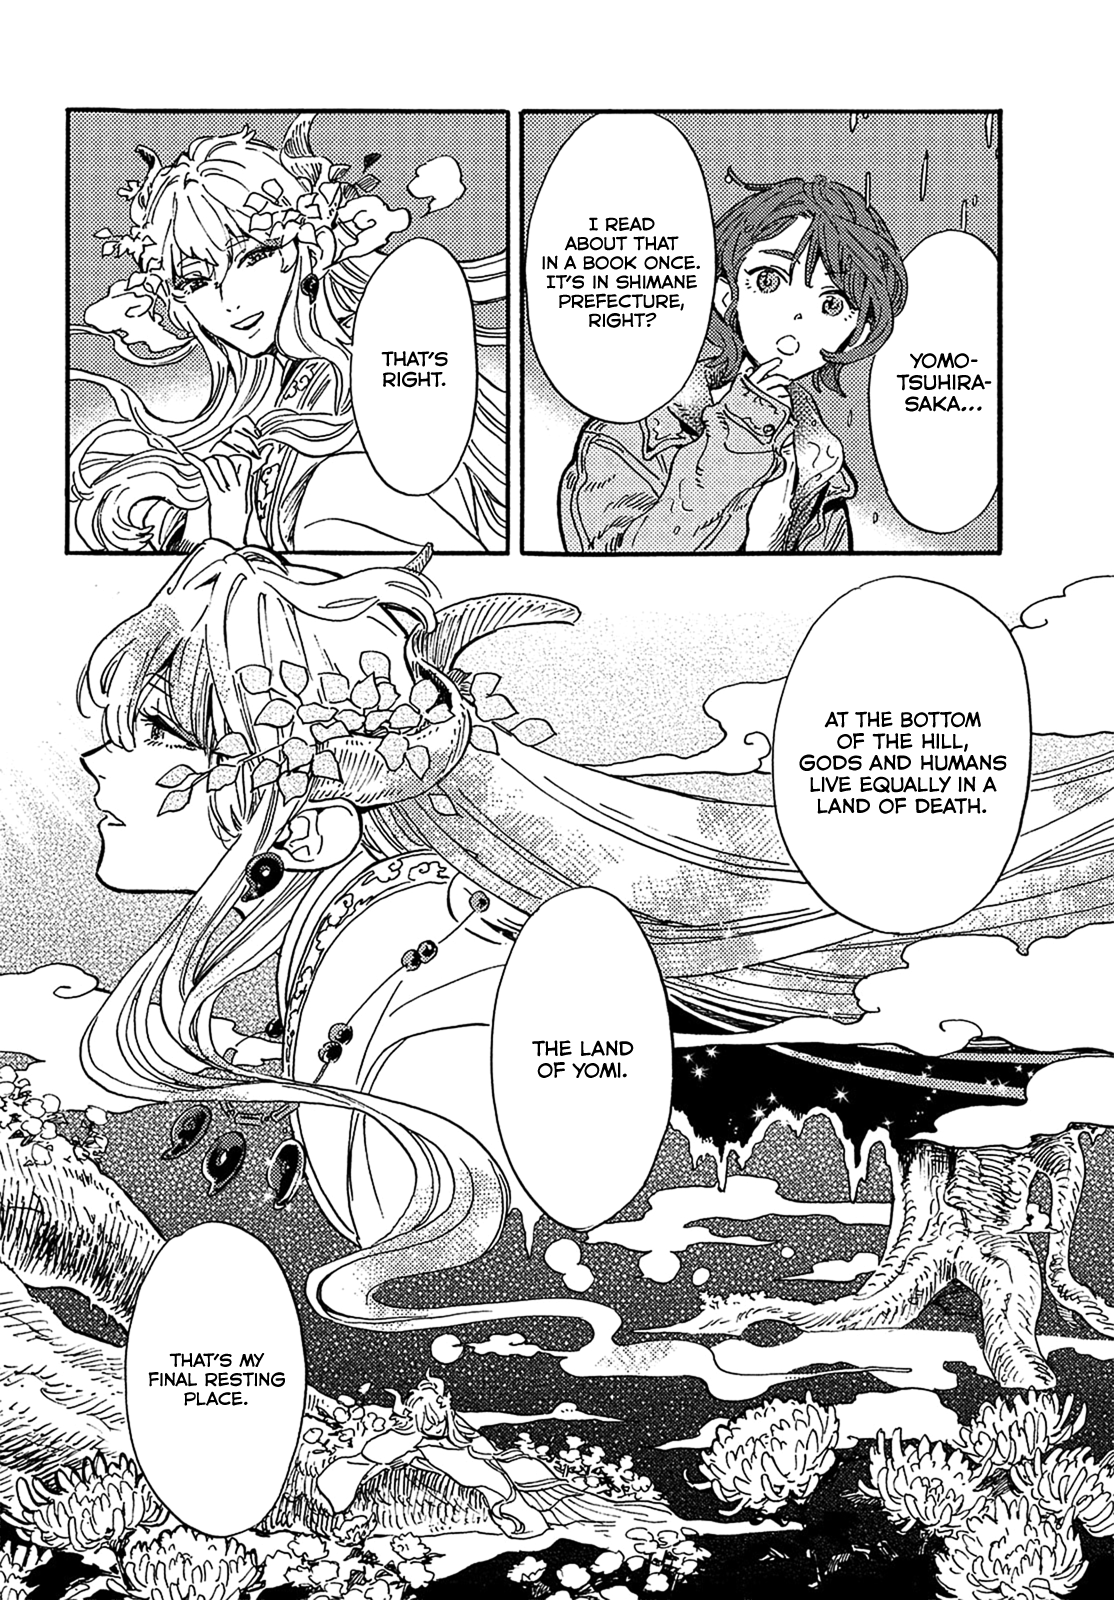 YOMO-
TSUHIRA-
SAKA...
I READ
ABOUT THAT
IN A BOOK ONCE.
IT'S IN SHIMANE
PREFECTURE,
RIGHT?
THAT'S
RIGHT.
AT THE BOTTOM
OF THE HILL,
GODS AND HUMANS
LIVE EQUALLY IN A
LAND OF DEATH.
THE LAND
OF YOMI.
THAT'S MY
FINAL RESTING
PLACE.